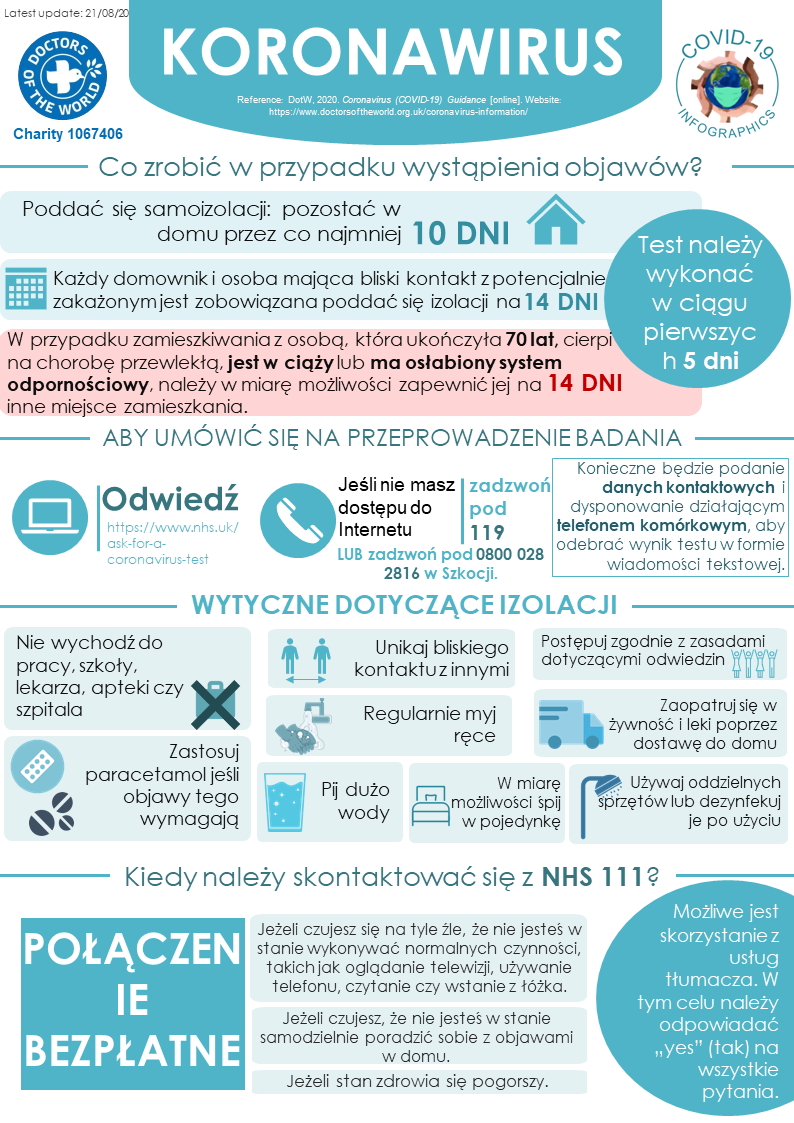 Latest update: 21/08/20
DOCTORS OF THE WORLD
Charity 1067406
KORONAWIRUS
Reference: DotW, 2020. Coronavirus (COVID-19) Guidance [online]. Website:
https://www.doctorsoftheworld.org.uk/coronavirus-information/
COVID-19
INFOGRAPHICS
Co zrobić w przypadku wystąpienia objawów?
Poddać się samoizolacji: pozostać w
domu przez co najmniej 10 DNI
Każdy domownik i osoba mająca bliski kontakt z potencjalnie
zakażonym jest zobowiązana poddać się izolacji na 14 DNI
W przypadku zamieszkiwania z osobą, która ukończyła 70 lat, cierpi
na chorobę przewlekłą, jest w ciąży lub ma osłabiony system
odpornościowy, należy w miarę możliwości zapewnić jej na 14 DNI
inne miejsce zamieszkania.
Test należy
wykonać
w ciągu
pierwszyc
h 5 dni
ABY UMÓWIĆ SIĘ NA PRZEPROWADZENIE BADANIA
Odwiedź
https://www.nhs.uk/
ask-for-a-
coronavirus-test
Jeśli nie masz
dostępu do
Internetu
zadzwoń
pod
119
LUB zadzwoń pod 0800 028
2816 w Szkocji.
Konieczne będzie podanie
danych kontaktowych i
dysponowanie działającym
telefonem komórkowym, aby
odebrać wynik testu w formie
wiadomości tekstowej.
WYTYCZNE DOTYCZĄCE IZOLACJI
Nie wychodź do
pracy, szkoły,
lekarza, apteki czy
szpitala
Unikaj bliskiego
kontaktu z innymi
Postępuj zgodnie z zasadami
dotyczącymi odwiedzin
Regularnie myj
ręce
Zaopatruj się w
żywność i leki poprzez
dostawę do domu
Zastosuj
paracetamol jeśli
objawy tego
wymagają
Pij dużo
wody
W miarę
możliwości śpij
w pojedynkę
Używaj oddzielnych
sprzętów lub dezynfekuj
je po użyciu
Kiedy należy skontaktować się z NHS 111?
POŁĄCZEN
IE
BEZPŁATNE
Jeżeli czujesz się na tyle źle, że nie jesteś w
stanie wykonywać normalnych czynności,
takich jak oglądanie telewizji, używanie
telefonu, czytanie czy wstanie z łóżka.
Jeżeli czujesz, że nie jesteś w stanie
samodzielnie poradzić sobie z objawami
w domu.
Jeżeli stan zdrowia się pogorszy.
Możliwe jest
skorzystanie z
usług
tłumacza. W
tym celu należy
odpowiadać
„yes” (tak) na
wszystkie
pytania.